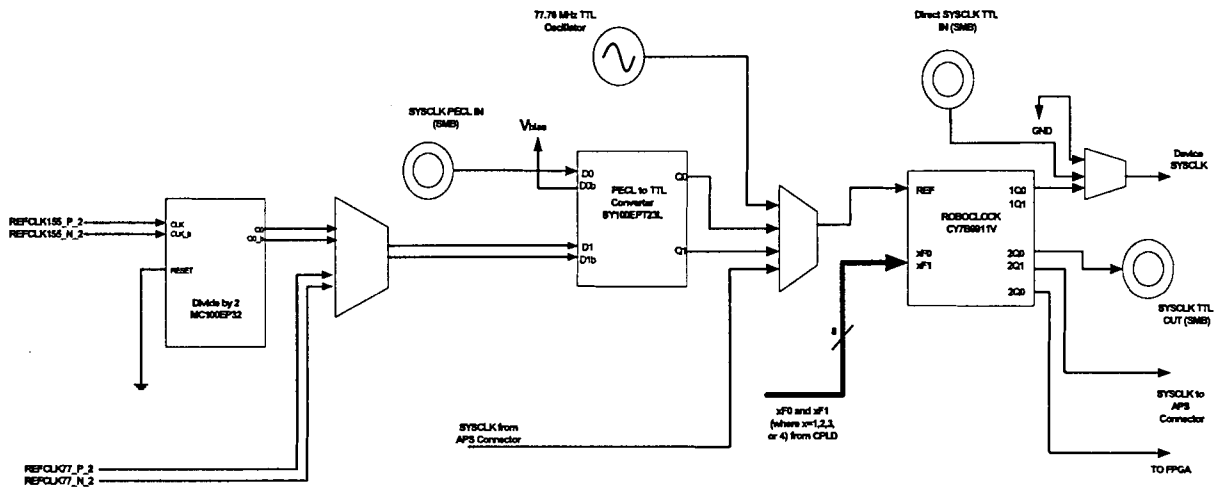 77.76 MHz TTL
Oscillator
Direct SYSCLK TTL
IN (SMB)
SYSCLK PECL IN
(SMB)
Vbias
GND
Device
SYSCLK
D0
D0b
Q0
PECL to TTL
Converter
SY100EPT23L
D1
D1b
Q1
REF
1Q0
1Q1
ROBOCLOCK
CY7B9911V
xF0
xF1
2Q0
2Q1
2Q0
REFCLK155_P_2
REFCLK155_N_2
CLK
CLK_b
Q0
Q0_b
RESET
Divide by 2
MC100EP32
8
SYSCLK TTL
OUT (SMB)
xF0 and xF1
(where x=1,2,3,
or 4) from CPLD
SYSCLK from
APS Connector
SYSCLK to
APS
Connector
TO FPGA
REFCLK77_P_2
REFCLK77_N_2